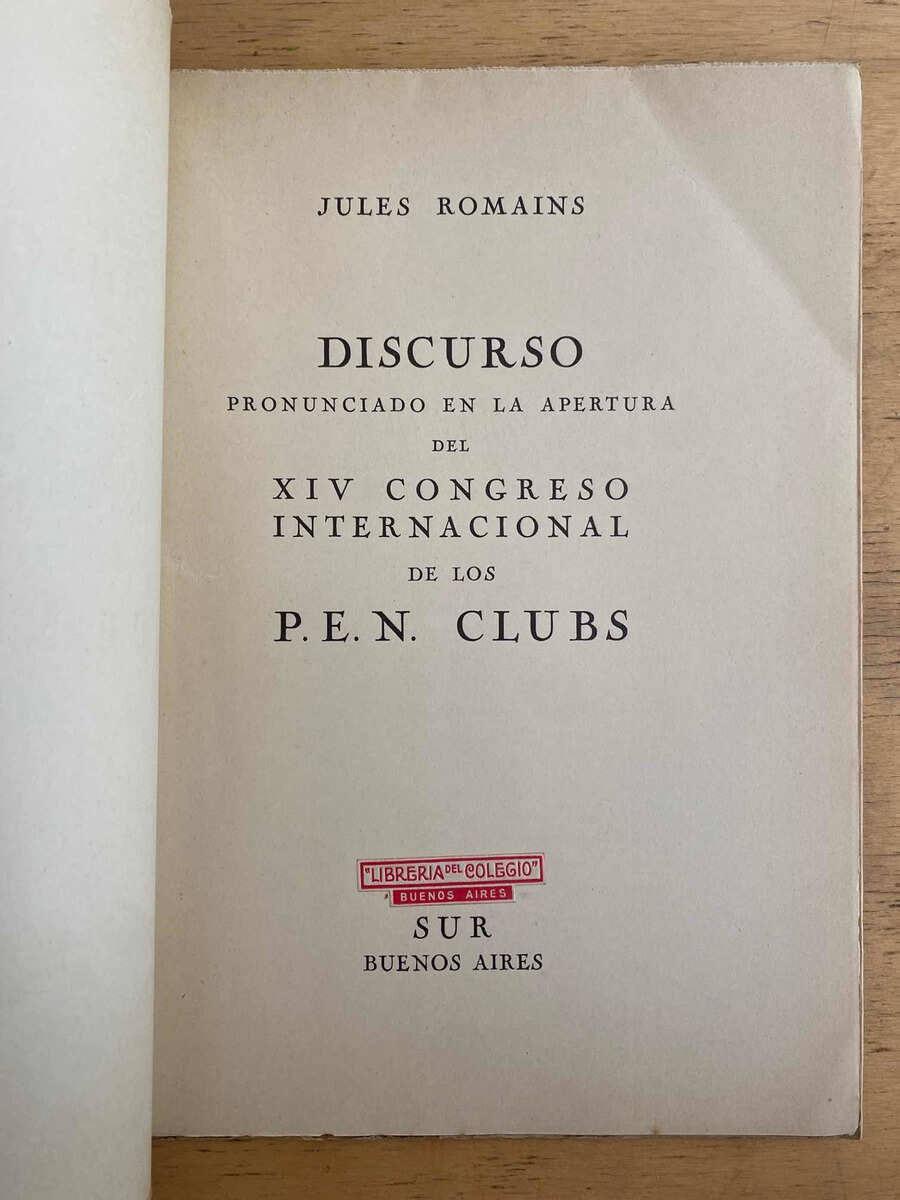 JULES ROMAINS
DISCURSO
PRONUNCIADO EN LA APERTURA
DEL
XIV CONGRESO
INTERNACIONAL
DE LOS
P. E. N. CLUBS
"LIBRERIA DEL COLEGIO"
BUENOS AIRES
SUR
BUENOS AIRES